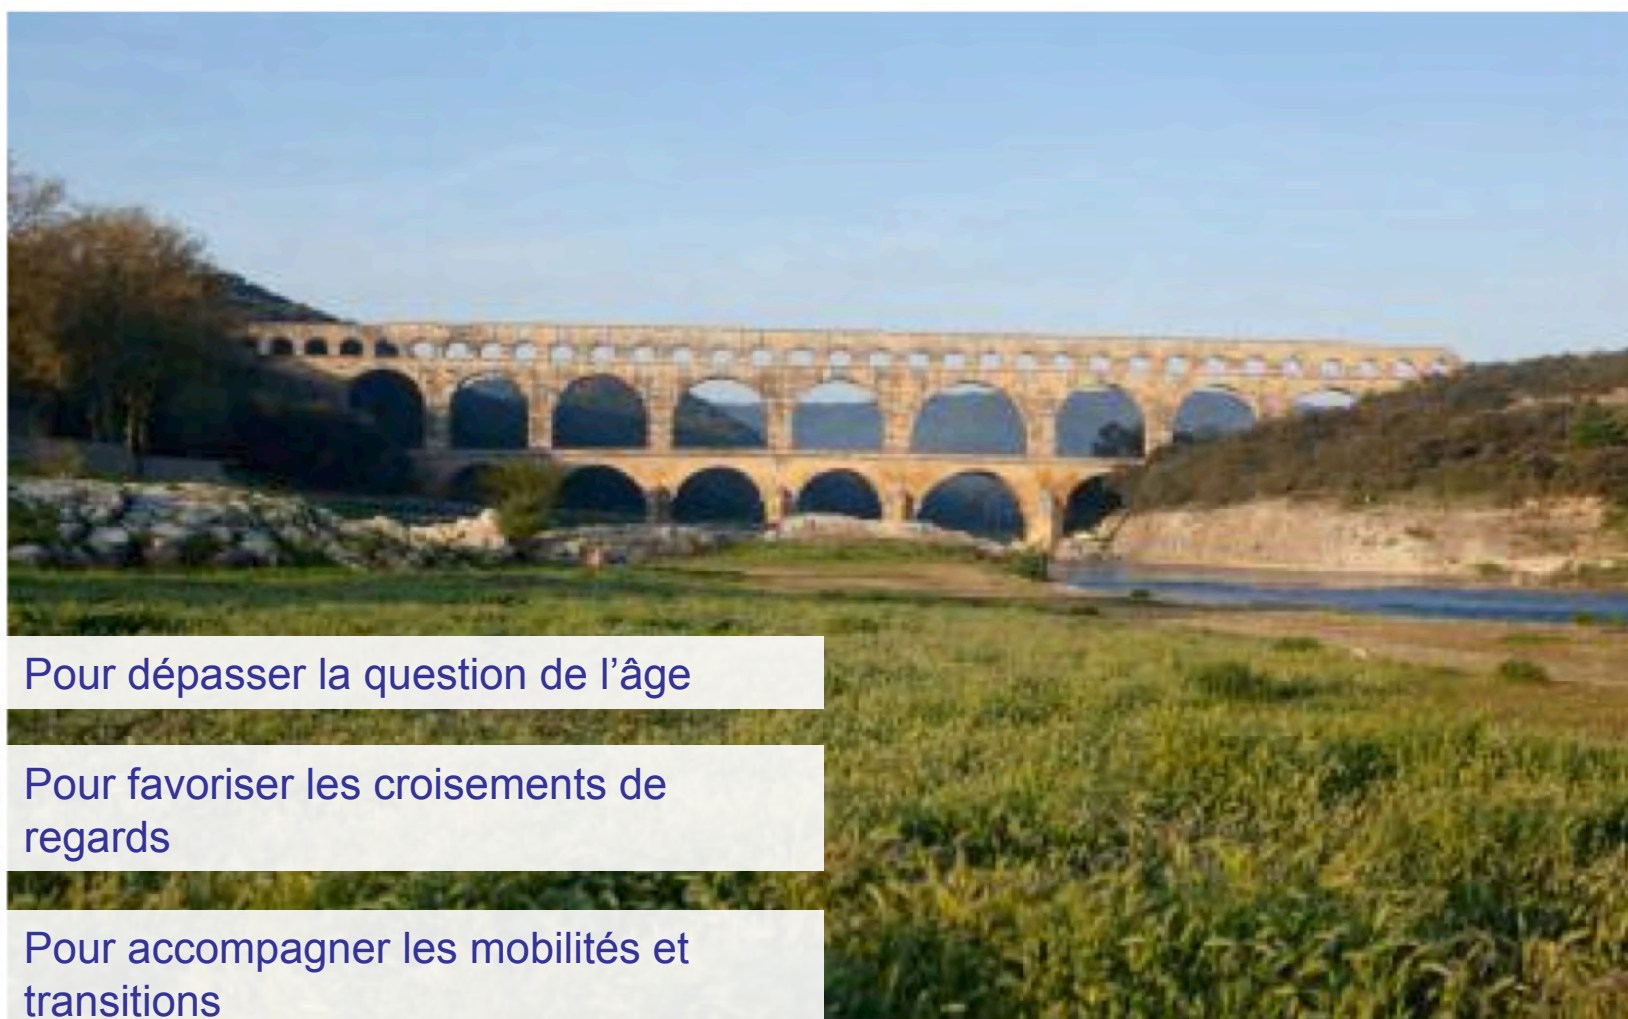 Pour dépasser la question de l’âge
Pour favoriser les croisements de
regards
Pour accompagner les mobilités et
transitions